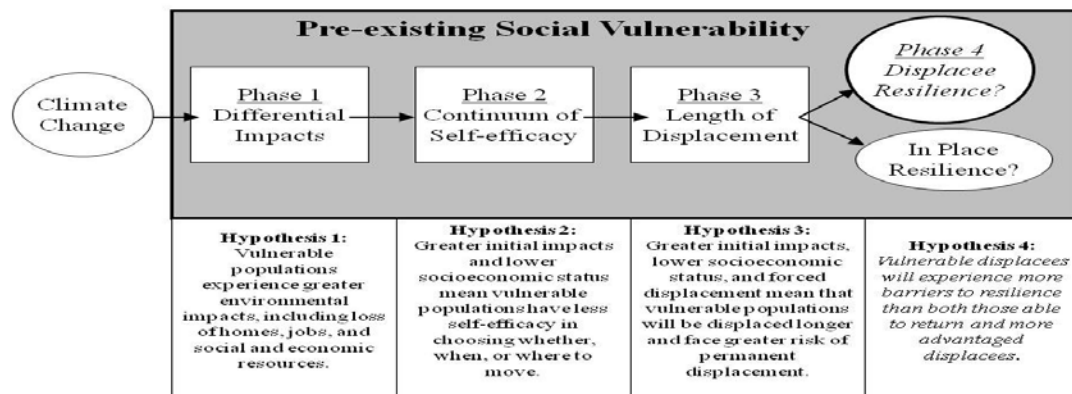 Pre-existing Social Vulnerability
Climate
Change
Phase 1
Differential
Impacts
Phase 2
Continuum of
Self-efficacy
Phase 3
Length of
Displacement
Phase 4
Displacee
Resilience?
In Place
Resilience?
Hypothesis 1:
Vulnerable
populations
experience greater
environmental
impacts, including loss
of homes, jobs, and
social and economic
resources.
Hypothesis 2:
Greater initial impacts
and lower
socioeconomic status
mean vulnerable
populations have less
self-efficacy in
choosing whether,
when, or where to
move.
Hypothesis 3:
Greater initial impacts,
lower socioeconomic
status, and forced
displacement mean that
vulnerable populations
will be displaced longer
and face greater risk of
permanent
displacement.
Hypothesis 4:
Vulnerable displacees
will experience more
barriers to resilience
than both those able
to return and more
advantaged
displacees.